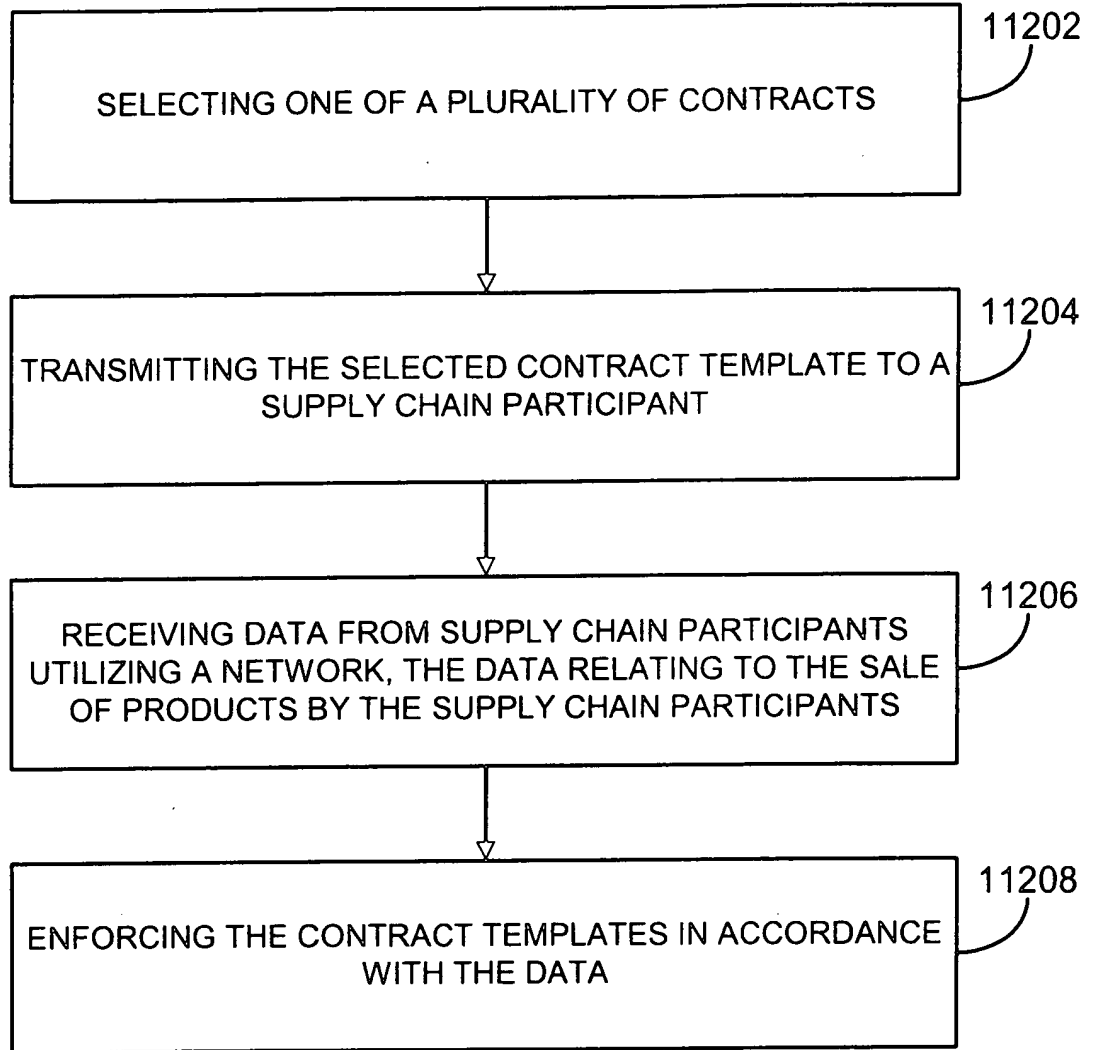 11202
SELECTING ONE OF A PLURALITY OF CONTRACTS
11204
TRANSMITTING THE SELECTED CONTRACT TEMPLATE TO A
SUPPLY CHAIN PARTICIPANT
11206
RECEIVING DATA FROM SUPPLY CHAIN PARTICIPANTS
UTILIZING A NETWORK, THE DATA RELATING TO THE SALE
OF PRODUCTS BY THE SUPPLY CHAIN PARTICIPANTS
11208
ENFORCING THE CONTRACT TEMPLATES IN ACCORDANCE
WITH THE DATA